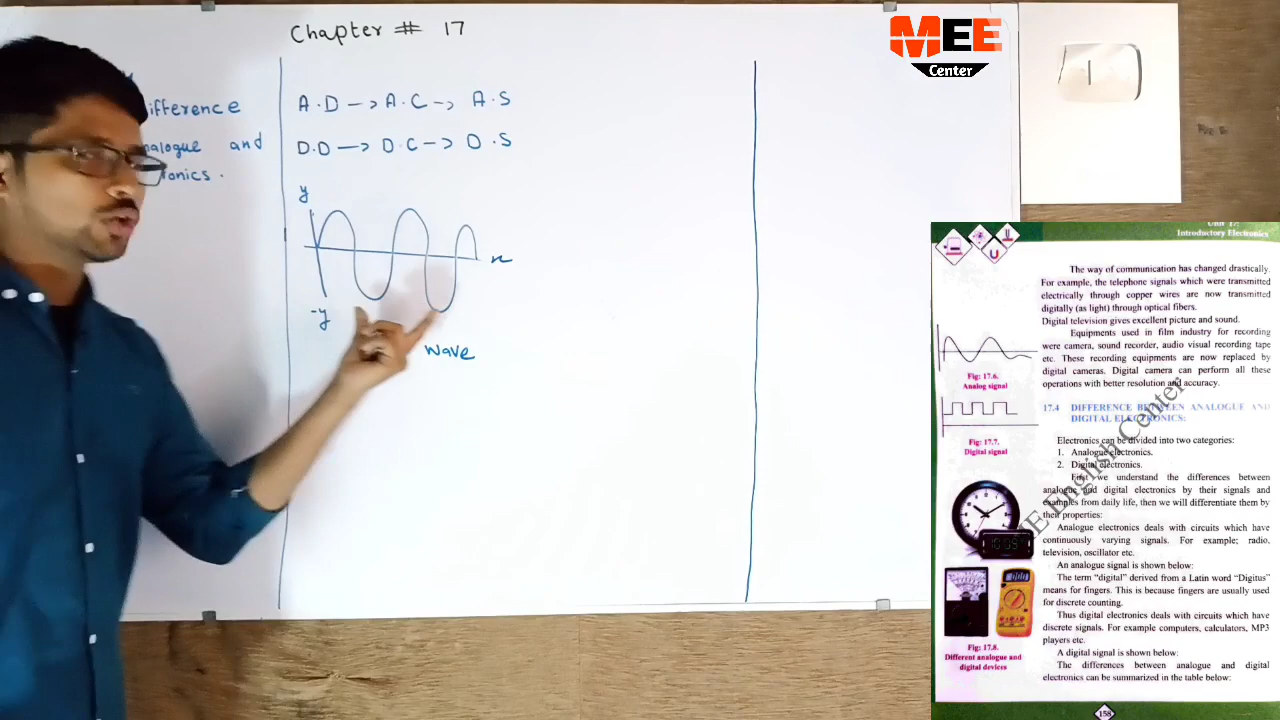 Chapter # 17
ifference
nalogue and
tonics.
A.D → A.C → A.S
D.D → D.C → D.S
y
x
-y
wave
MEE
Center
1
Unit 17:
Introductory Electronics
The way of communication has changed drastically.
For example, the telephone signals which were transmitted
electrically through copper wires are now transmitted
digitally (as light) through optical fibers.
Digital television gives excellent picture and sound.
Equipments used in film industry for recording
were camera, sound recorder, audio visual recording tape
etc. These recording equipments are now replaced by
digital cameras. Digital camera can perform all these
operations with better resolution and accuracy.
Fig: 17.6.
Analog signal
17.4 DIFFERENCE BETWEEN ANALOGUE AND
DIGITAL ELECTRONICS:
Fig: 17.7.
Digital signal
Electronics can be divided into two categories:
1. Analogue electronics.
2. Digital electronics.
First we understand the differences between
analogue and digital electronics by their signals and
examples from daily life, then we will differentiate them by
their properties:
Analogue electronics deals with circuits which have
continuously varying signals. For example; radio,
television, oscillator etc.
An analogue signal is shown below:
The term “digital” derived from a Latin word “Digitus”
means for fingers. This is because fingers are usually used
for discrete counting.
Thus digital electronics deals with circuits which have
discrete signals. For example computers, calculators, MP3
players etc.
A digital signal is shown below:
The differences between analogue and digital
electronics can be summarized in the table below:
Fig: 17.8.
Different analogue and
digital devices
English Center
158